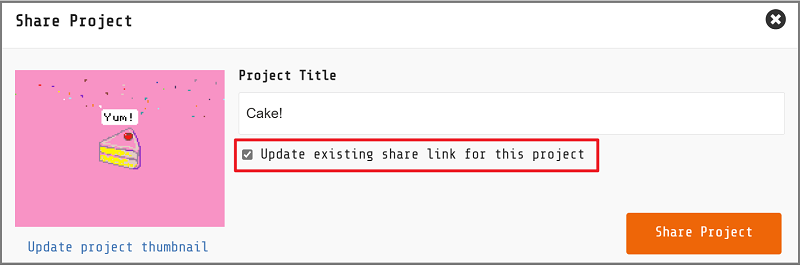 Share Project
Project Title
Yum!
Cake!
Update existing share link for this project
Update project thumbnail
Share Project